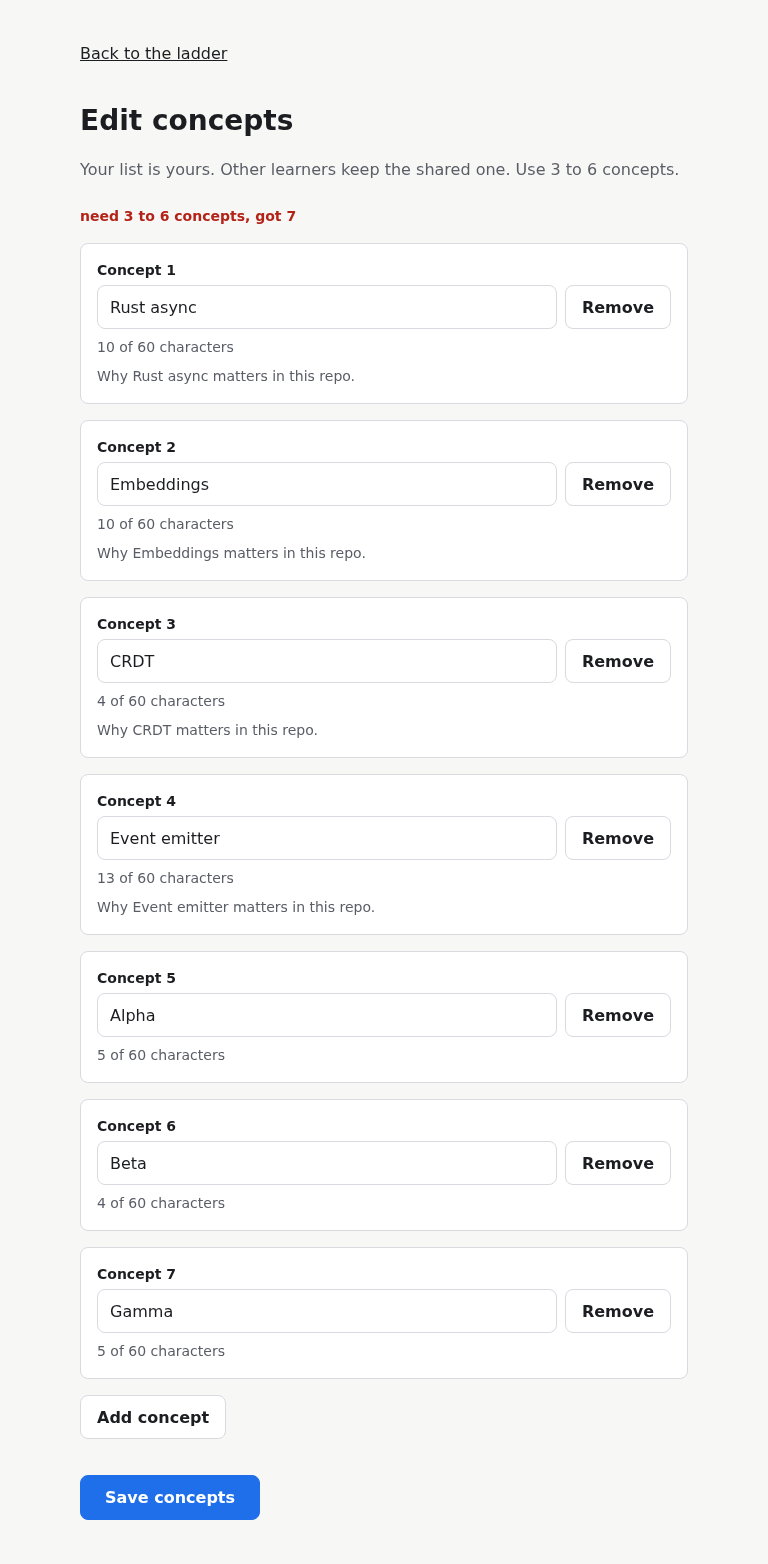 Back to the ladder
Edit concepts
Your list is yours. Other learners keep the shared one. Use 3 to 6 concepts.
need 3 to 6 concepts, got 7
Concept 1
Rust async
Remove
10 of 60 characters
Why Rust async matters in this repo.
Concept 2
Embeddings
Remove
10 of 60 characters
Why Embeddings matters in this repo.
Concept 3
CRDT
Remove
4 of 60 characters
Why CRDT matters in this repo.
Concept 4
Event emitter
Remove
13 of 60 characters
Why Event emitter matters in this repo.
Concept 5
Alpha
Remove
5 of 60 characters
Concept 6
Beta
Remove
4 of 60 characters
Concept 7
Gamma
Remove
5 of 60 characters
Add concept
Save concepts